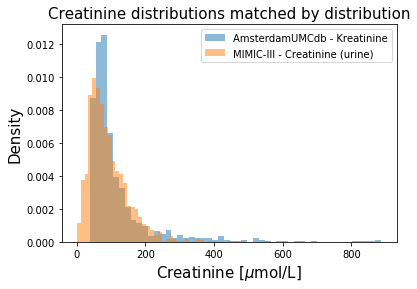 Creatinine distributions matched by distribution
AmsterdamUMCdb - Kreatinine
MIMIC-III - Creatinine (urine)
Density
0.012
0.010
0.008
0.006
0.004
0.002
0.000
0 200 400 600 800
Creatinine [μmol/L]